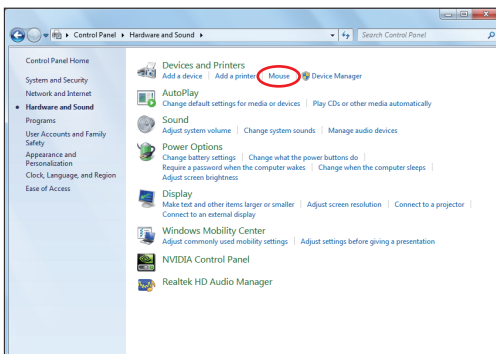 Control Panel ▸ Hardware and Sound ▸
Search Control Panel
Control Panel Home
System and Security
Network and Internet
Hardware and Sound
Programs
User Accounts and Family
Safety
Appearance and
Personalization
Clock, Language, and Region
Ease of Access
Devices and Printers
Add a device | Add a printer | Mouse | Device Manager
AutoPlay
Change default settings for media or devices | Play CDs or other media automatically
Sound
Adjust system volume | Change system sounds | Manage audio devices
Power Options
Change battery settings | Change what the power buttons do |
Require a password when the computer wakes | Change when the computer sleeps |
Adjust screen brightness
Display
Make text and other items larger or smaller | Adjust screen resolution | Connect to a projector |
Connect to an external display
Windows Mobility Center
Adjust commonly used mobility settings | Adjust settings before giving a presentation
NVIDIA Control Panel
Realtek HD Audio Manager